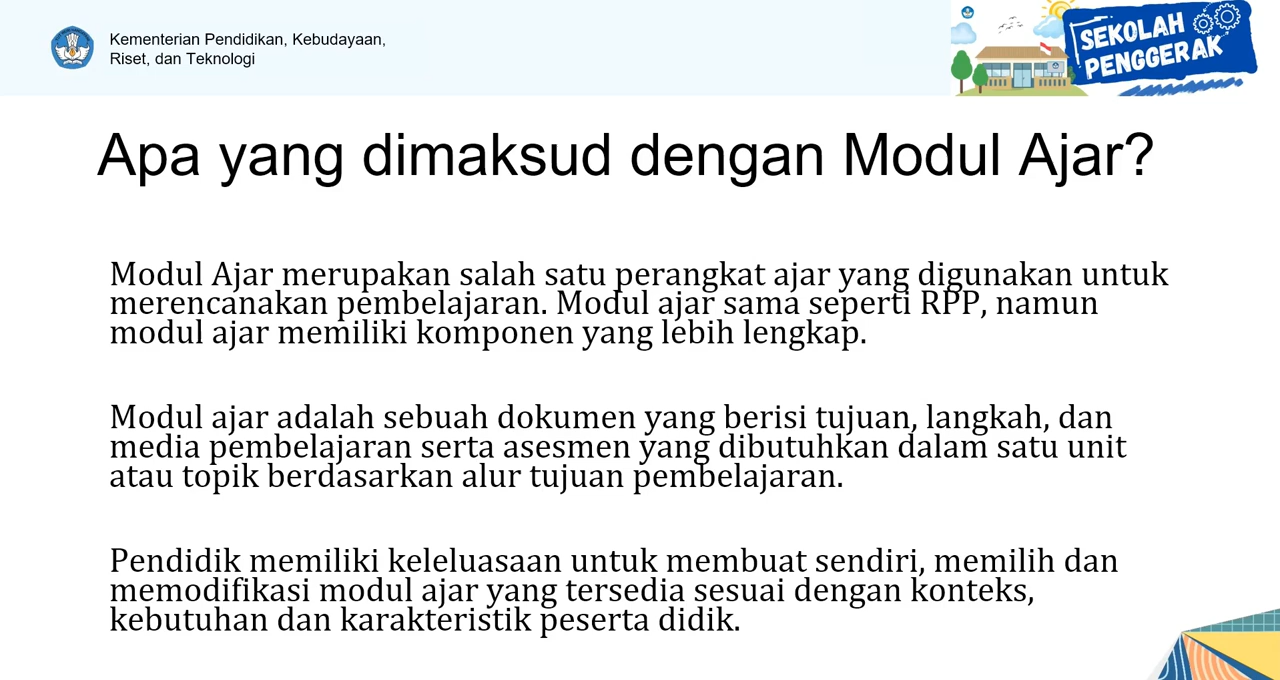 Kementerian Pendidikan, Kebudayaan,
Riset, dan Teknologi
SEKOLAH
PENGGERAK
Apa yang dimaksud dengan Modul Ajar?
Modul Ajar merupakan salah satu perangkat ajar yang digunakan untuk
merencanakan pembelajaran. Modul ajar sama seperti RPP, namun
modul ajar memiliki komponen yang lebih lengkap.
Modul ajar adalah sebuah dokumen yang berisi tujuan, langkah, dan
media pembelajaran serta asesmen yang dibutuhkan dalam satu unit
atau topik berdasarkan alur tujuan pembelajaran.
Pendidik memiliki keleluasaan untuk membuat sendiri, memilih dan
memodifikasi modul ajar yang tersedia sesuai dengan konteks,
kebutuhan dan karakteristik peserta didik.